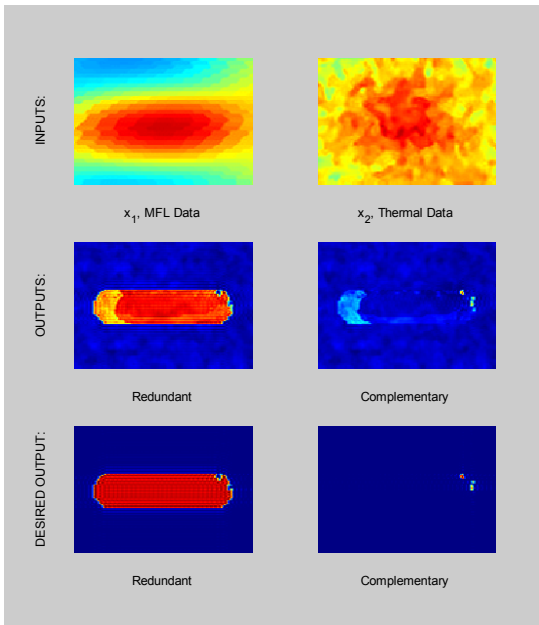 INPUTS:
x1, MFL Data
x2, Thermal Data
OUTPUTS:
Redundant
Complementary
DESIRED OUTPUT:
Redundant
Complementary